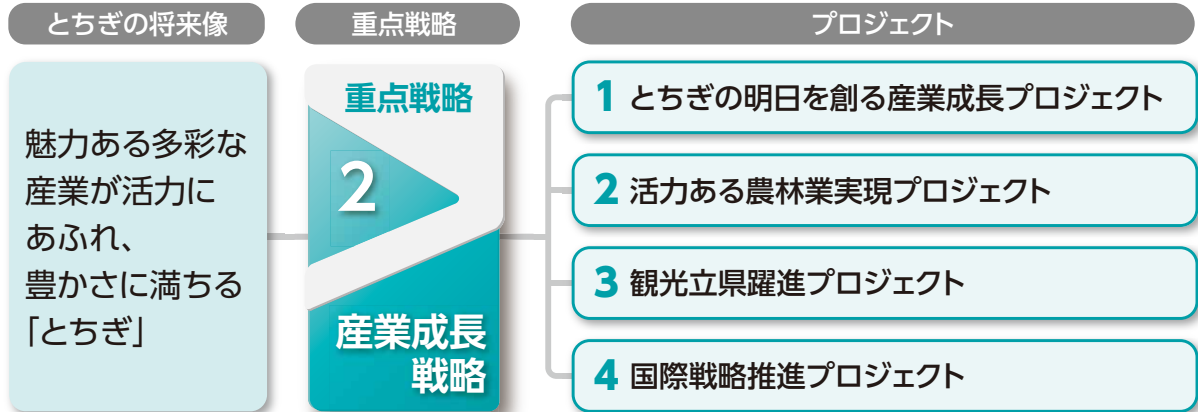 とちぎの将来像
重点戦略
プロジェクト
魅力ある多彩な
産業が活力に
あふれ、
豊かさに満ちる
「とちぎ」
重点戦略
2
産業成長
戦略
1 とちぎの明日を創る産業成長プロジェクト
2 活力ある農林業実現プロジェクト
3 観光立県躍進プロジェクト
4 国際戦略推進プロジェクト